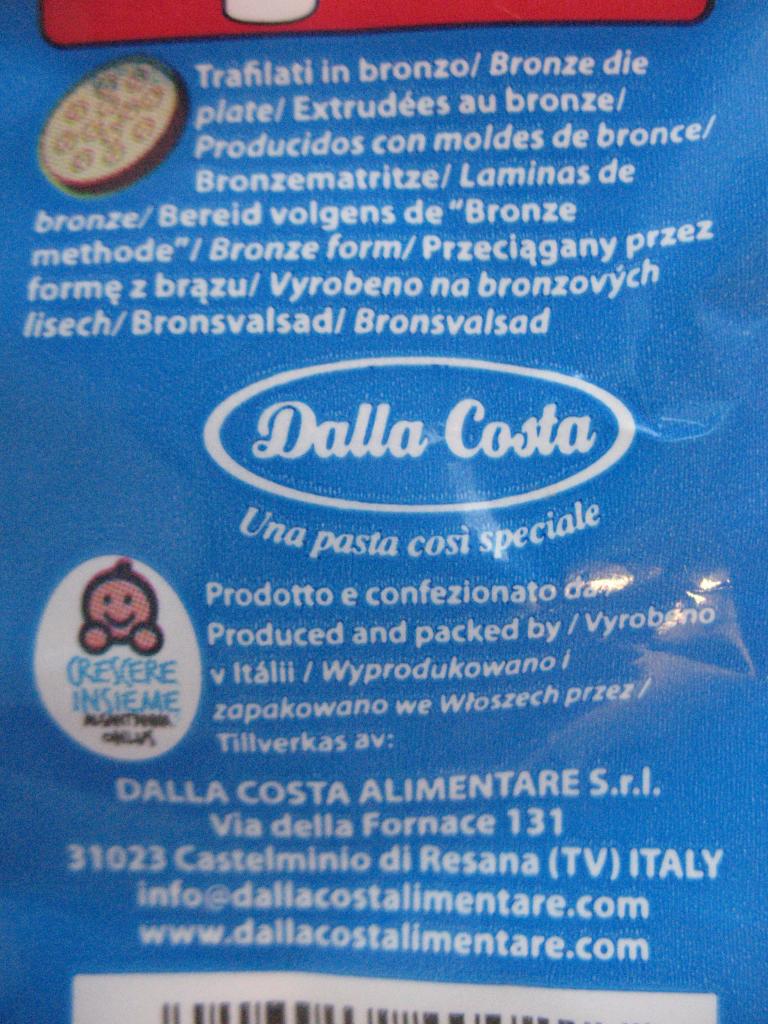 Trafilati in bronzo/ Bronze die
plate/ Extrudées au bronze/
Producidos con moldes de bronce/
Bronzematritze/ Laminas de
bronze/ Bereid volgens de "Bronze
methode"/ Bronze form/ Przeciągany przez
formę z brązu/ Vyrobeno na bronzových
lisech/ Bronsvalsad/ Bronsvalsad
Dalla Costa
Una pasta così speciale
CRESCERE
INSIEME
ONLUS
Prodotto e confezionato
Produced and packed by / Vyrobeno
v Itálii / Wyprodukowano i
zapakowano we Włoszech przez /
Tillverkas av:
DALLA COSTA ALIMENTARE S.r.l.
Via della Fornace 131
31023 Castelminio di Resana (TV) ITALY
info@dallacostalimentare.com
www.dallacostalimentare.com